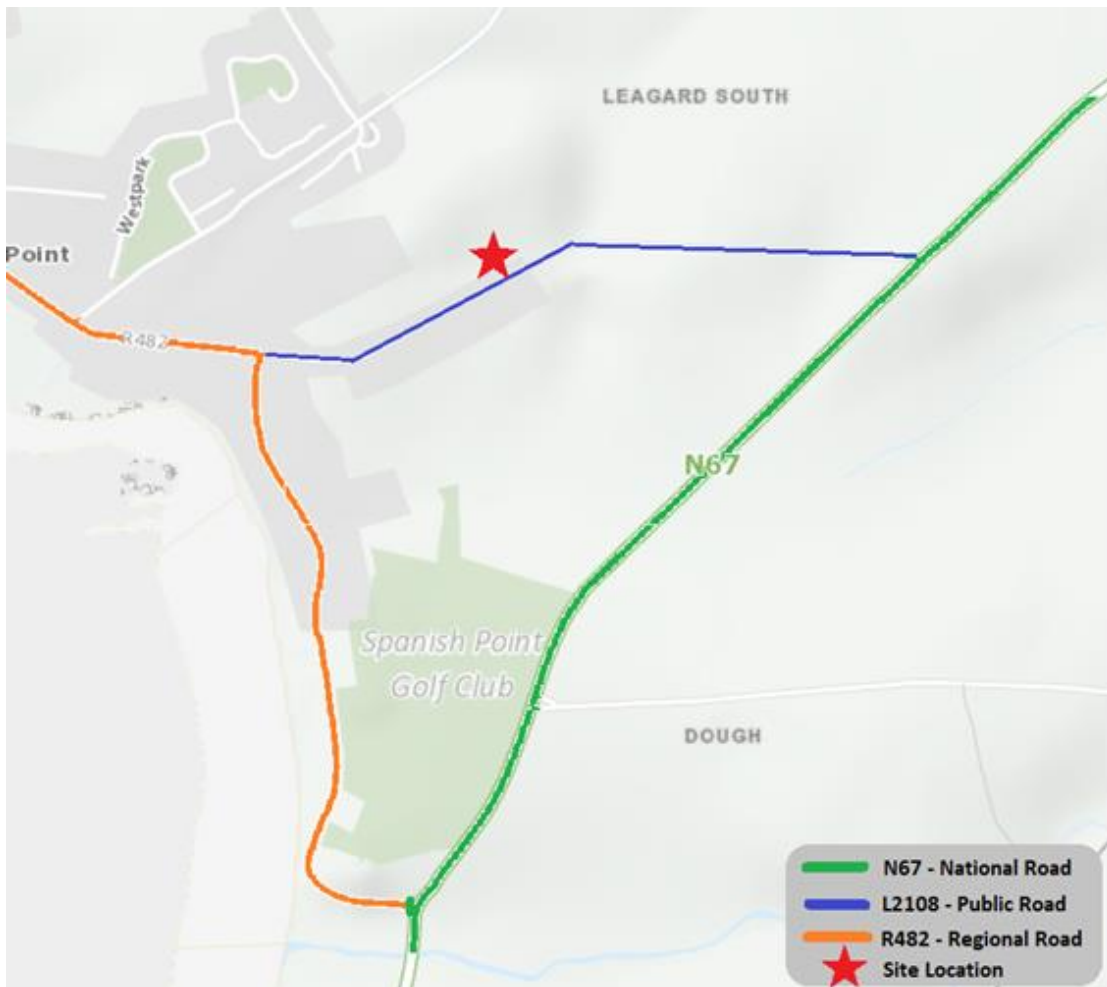 LEAGARD SOUTH
Westpark
Point
R482
N67
Spanish Point
Golf Club
DOUGH
N67 - National Road
L2108 - Public Road
R482 - Regional Road
Site Location